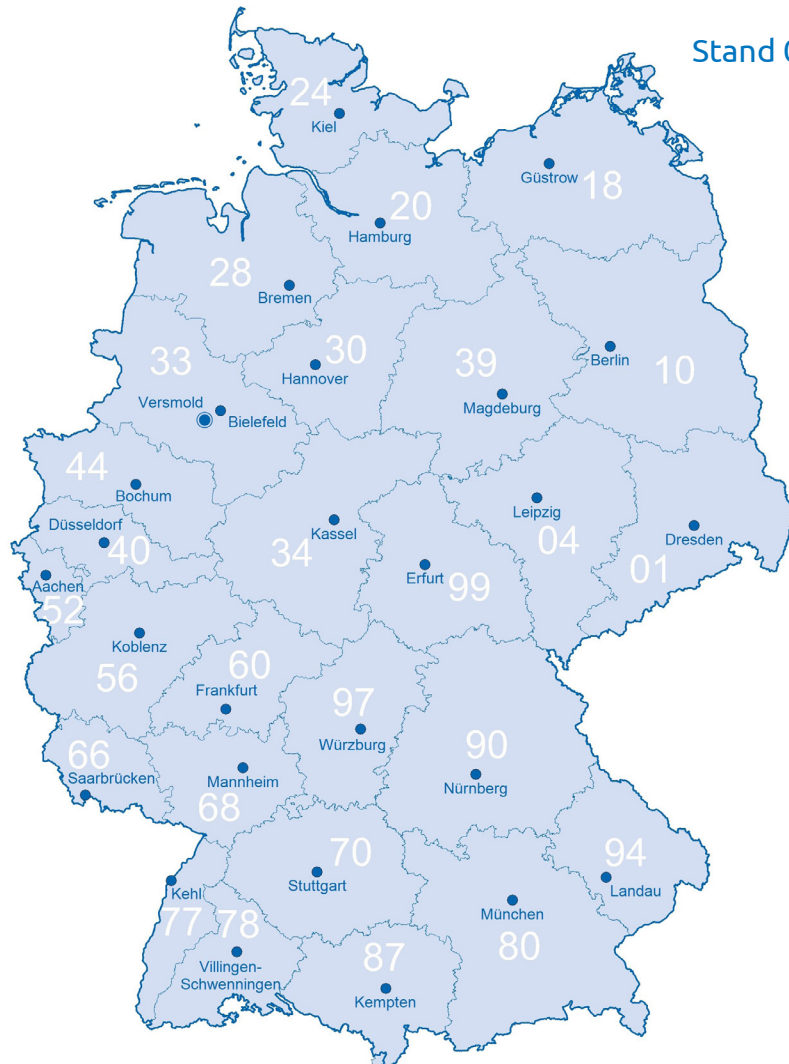 Stand
24
Kiel
Güstrow
18
20
Hamburg
28
Bremen
30
Hannover
33
39
Berlin
10
Versmold
Bielefeld
Magdeburg
44
Bochum
Düsseldorf
40
Kassel
34
Leipzig
04
Dresden
01
Aachen
52
Erfurt
99
Koblenz
56
60
Frankfurt
97
Würzburg
66
Saarbrücken
Mannheim
68
90
Nürnberg
70
Stuttgart
94
Landau
Kehl
77
78
Villingen-
Schwenningen
München
80
87
Kempten